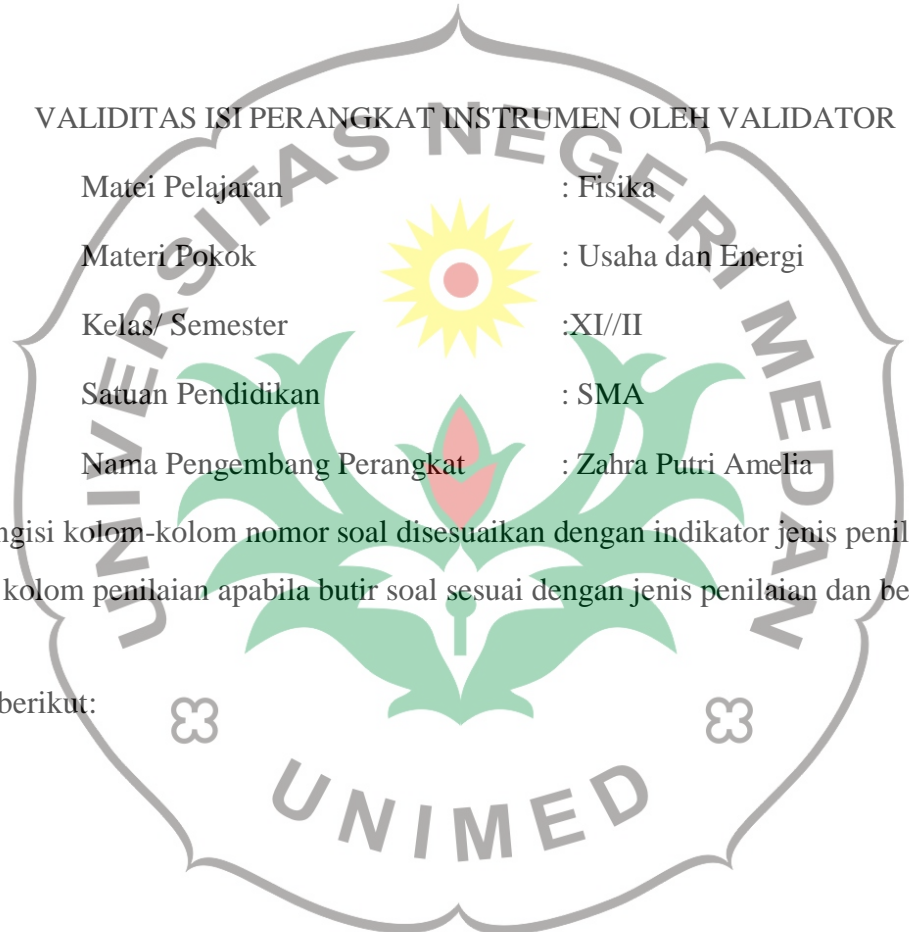 VALIDITAS ISI PERANGKAT INSTRUMEN OLEH VALIDATOR
Matei Pelajaran : Fisika
Materi Pokok : Usaha dan Energi
Kelas/ Semester :XI//II
Satuan Pendidikan : SMA
Nama Pengembang Perangkat : Zahra Putri Amelia
ngisi kolom-kolom nomor soal disesuaikan dengan indikator jenis penil
kolom penilaian apabila butir soal sesuai dengan jenis penilaian dan be
berikut:
UNIVERSITAS NEGERI MEDAN
UNIMED